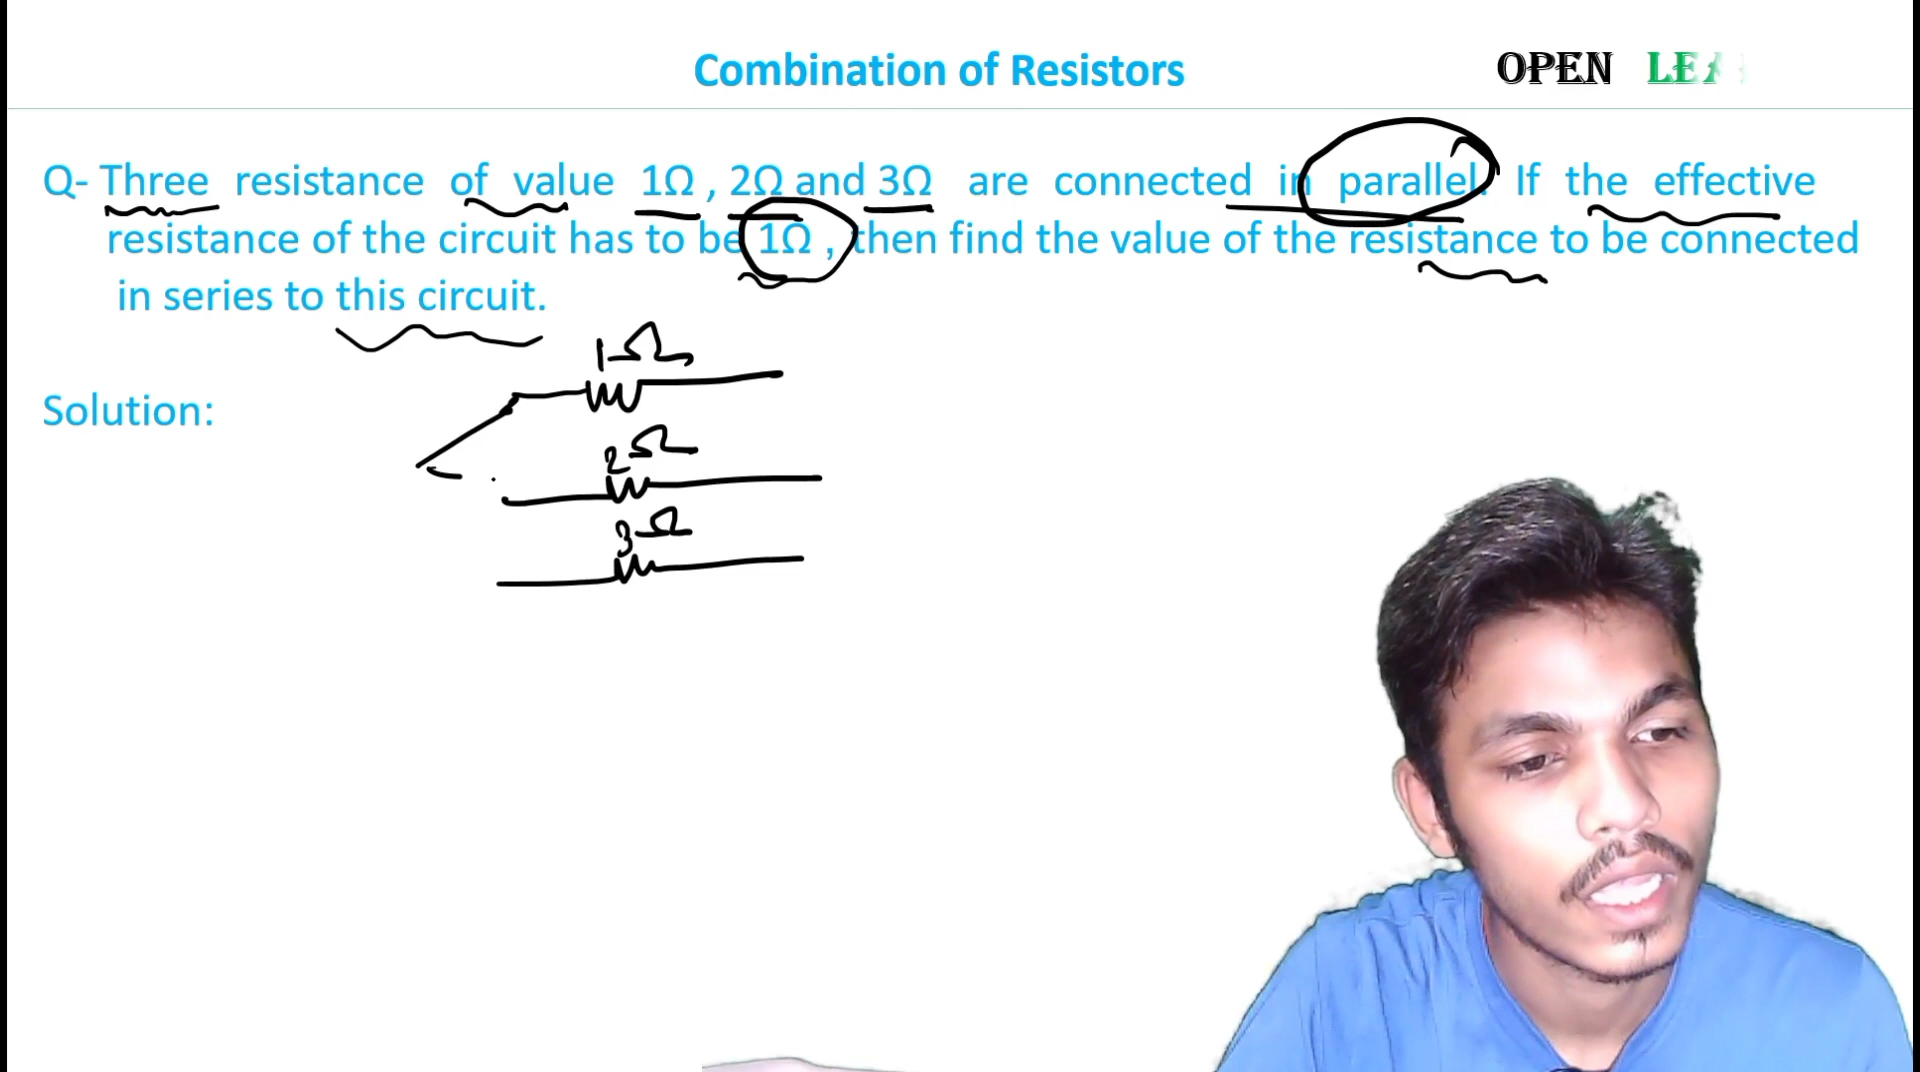 Combination of Resistors
OPEN LEA
Q- Three resistance of value 1Ω , 2Ω and 3Ω are connected in parallel. If the effective
resistance of the circuit has to be 1Ω , then find the value of the resistance to be connected
in series to this circuit.
1Ω
Solution:
2Ω
3Ω